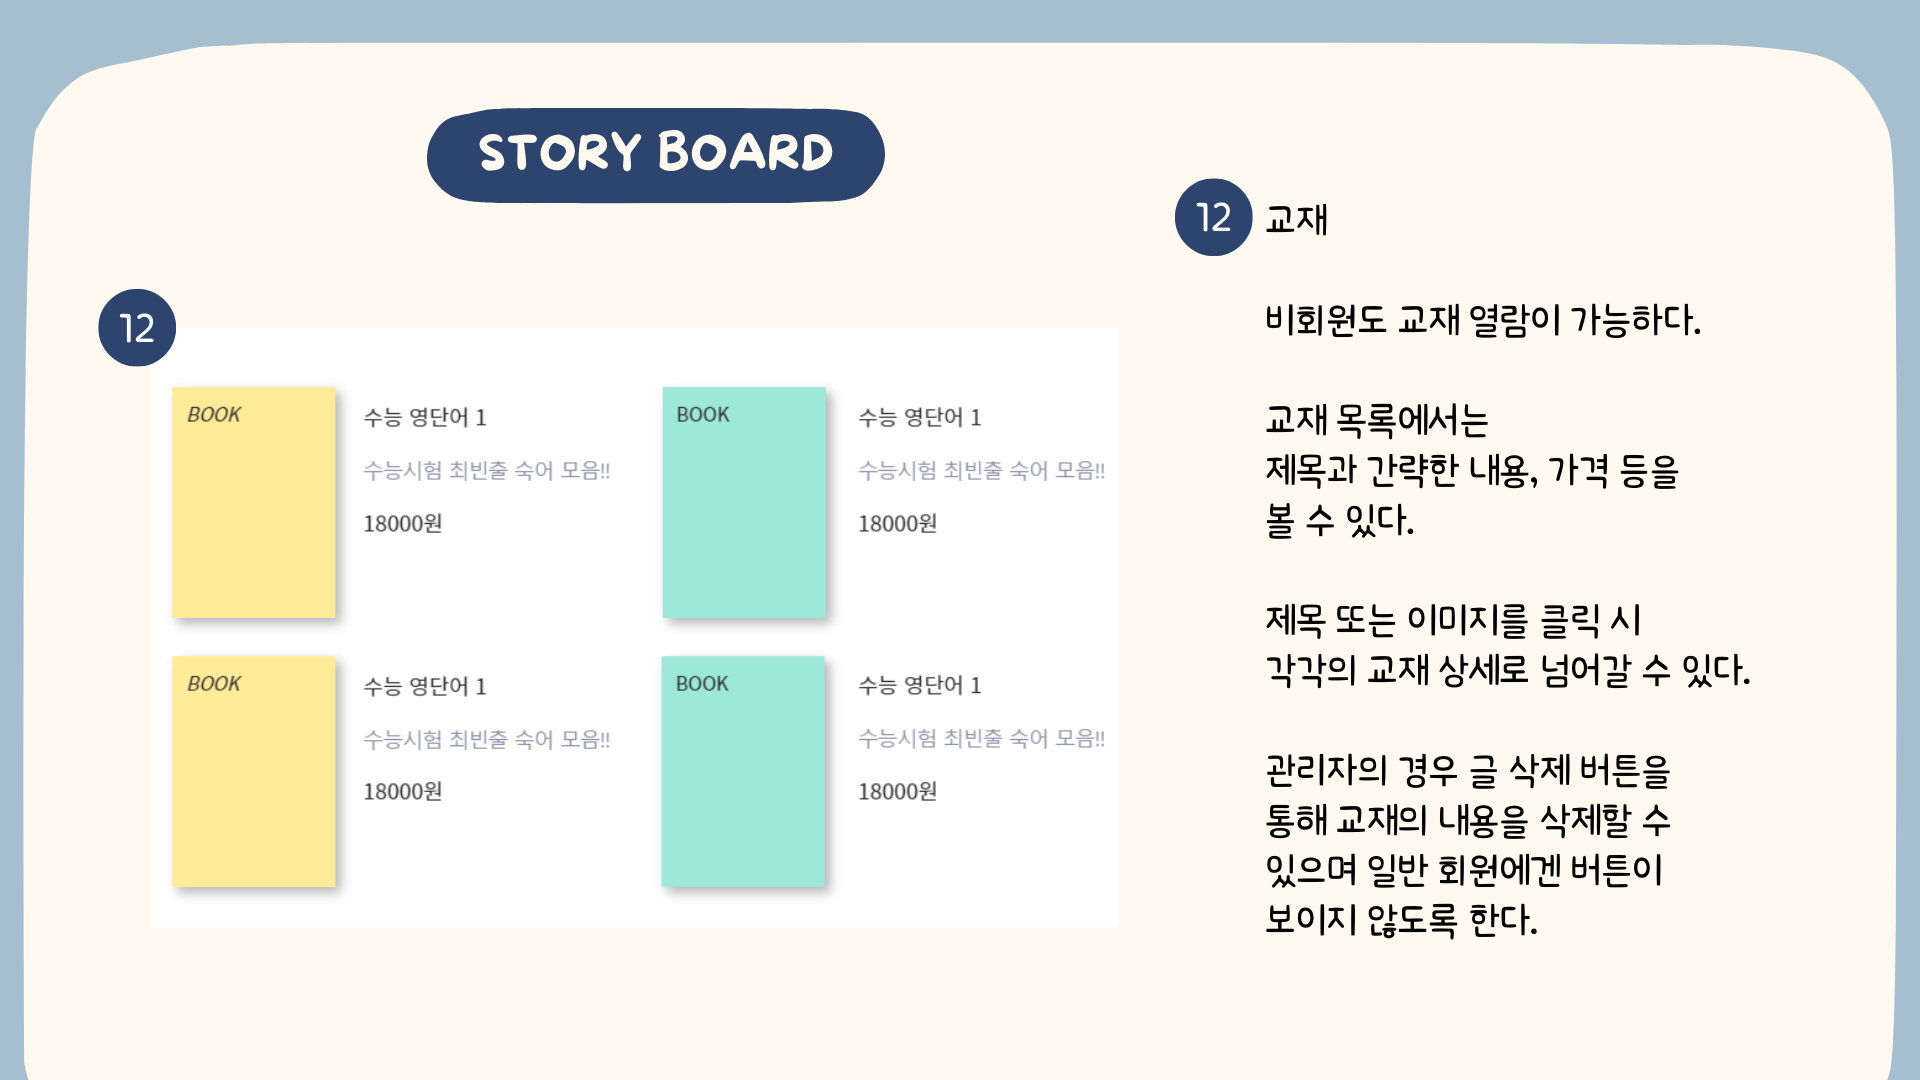 STORY BOARD
12
BOOK
수능 영단어 1
수능시험 최빈출 숙어 모음!!
18000원
BOOK
수능 영단어 1
수능시험 최빈출 숙어 모음!!
18000원
BOOK
수능 영단어 1
수능시험 최빈출 숙어 모음!!
18000원
BOOK
수능 영단어 1
수능시험 최빈출 숙어 모음!!
18000원
12 교재
비회원도 교재 열람이 가능하다.
교재 목록에서는
제목과 간략한 내용, 가격 등을
볼 수 있다.
제목 또는 이미지를 클릭 시
각각의 교재 상세로 넘어갈 수 있다.
관리자의 경우 글 삭제 버튼을
통해 교재의 내용을 삭제할 수
있으며 일반 회원에겐 버튼이
보이지 않도록 한다.